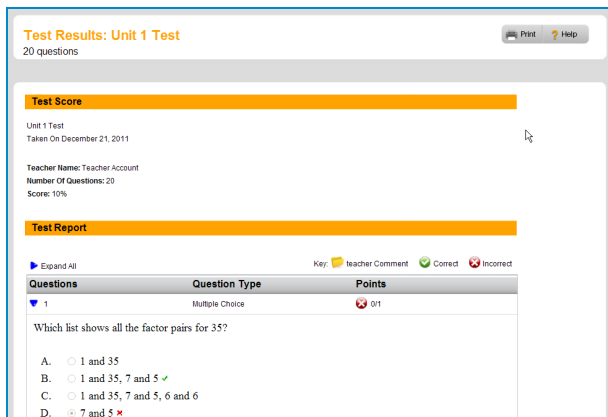 Test Results: Unit 1 Test
Print ? Help
20 questions
Test Score
Unit 1 Test
Taken On December 21, 2011
Teacher Name: Teacher Account
Number Of Questions: 20
Score: 10%
Test Report
Expand All
Key: teacher Comment Correct Incorrect
Questions Question Type Points
1 Multiple Choice 0/1
Which list shows all the factor pairs for 35?
A. 1 and 35
B. 1 and 35, 7 and 5
C. 1 and 35, 7 and 5, 6 and 6
D. 7 and 5